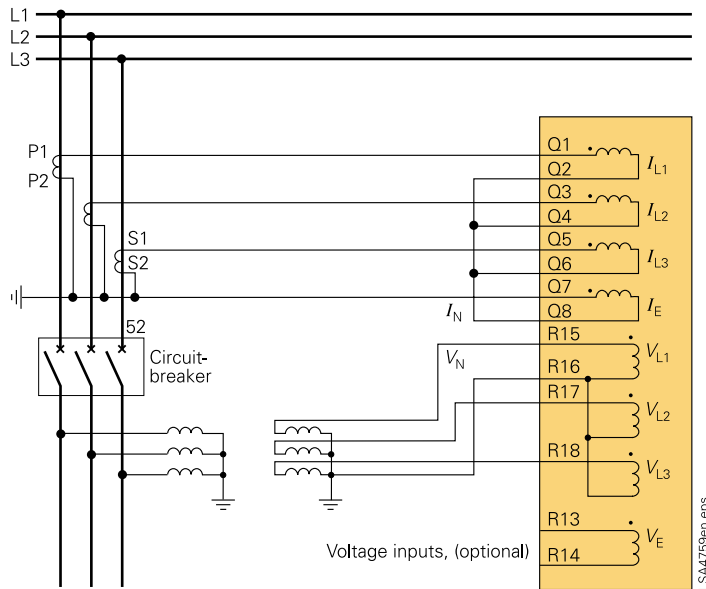 L1
L2
L3
P1
P2
S1
S2
52
Circuit-
breaker
I_N
V_N
Q1
Q2
I_L1
Q3
Q4
I_L2
Q5
Q6
I_L3
Q7
Q8
I_E
R15
R16
V_L1
R17
V_L2
R18
V_L3
R13
R14
V_E
Voltage inputs, (optional)
SA4759en.eps